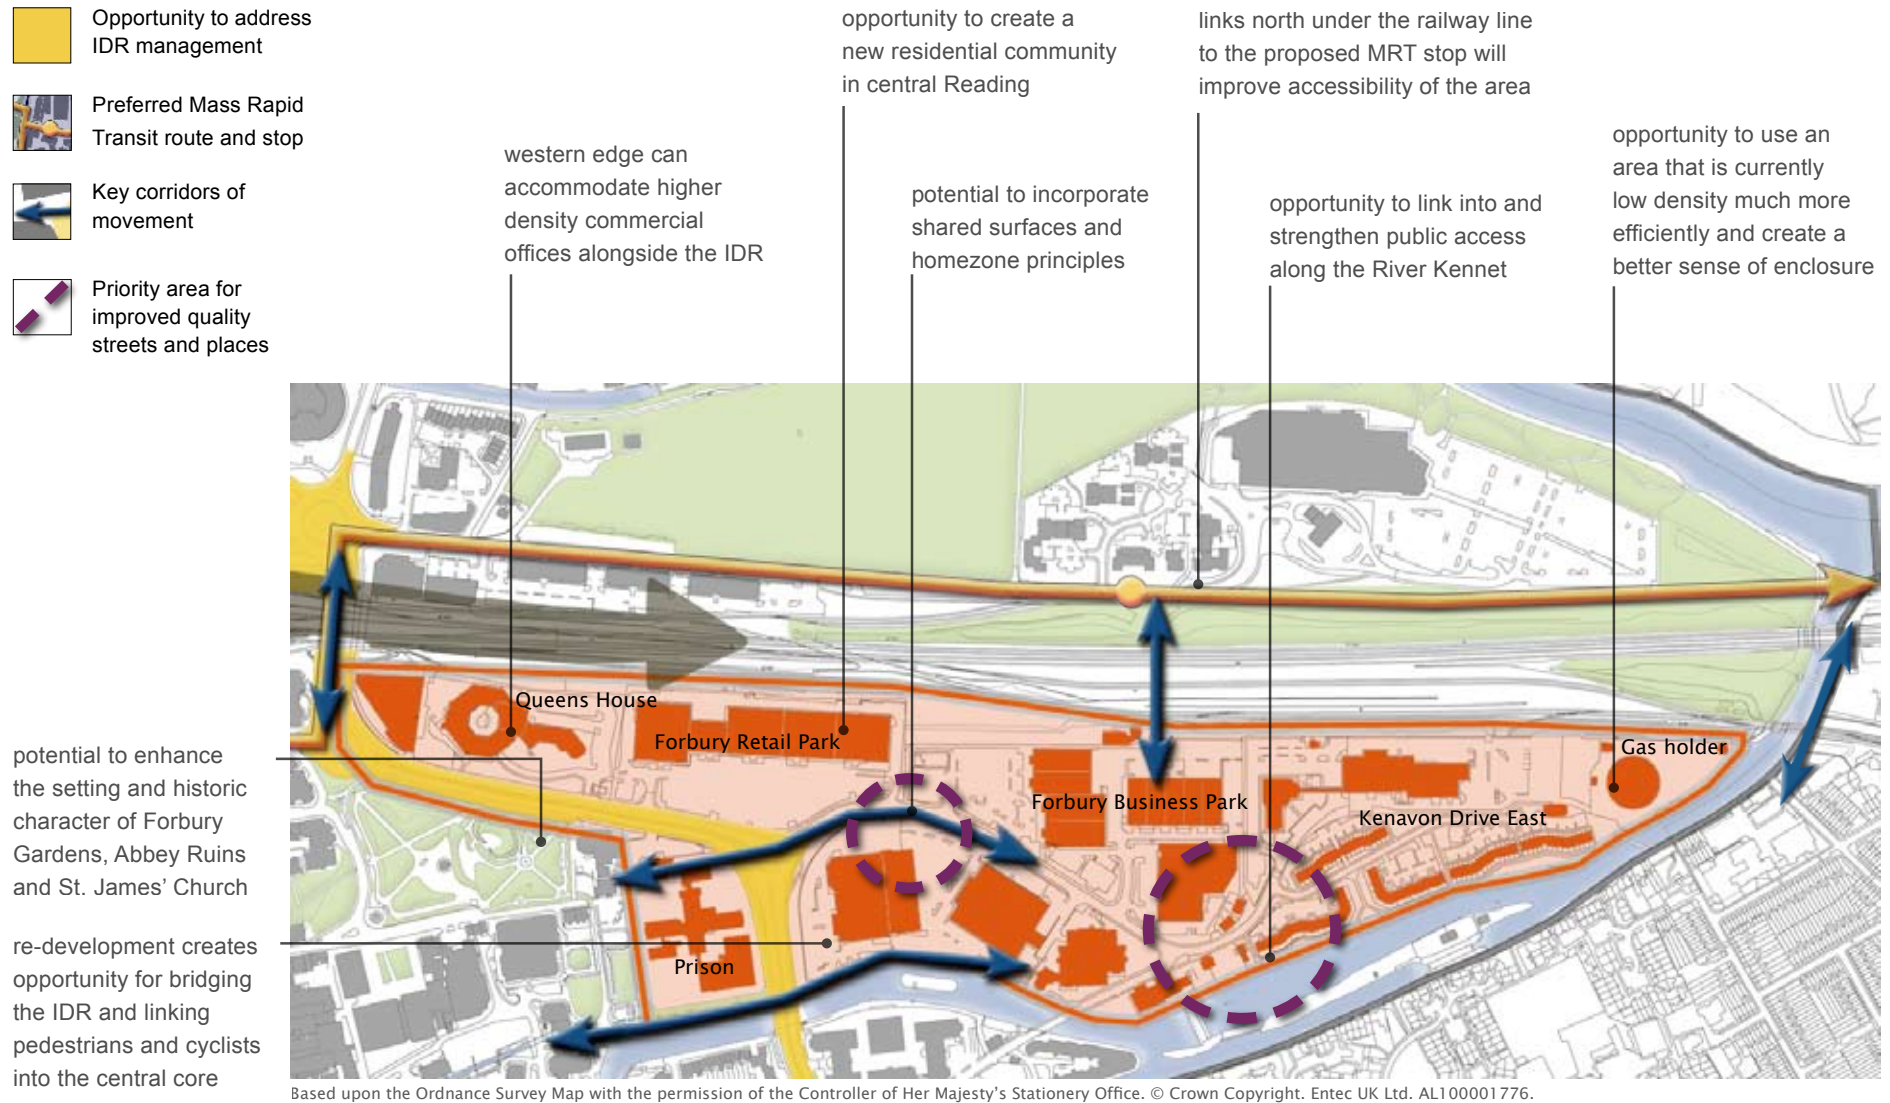 Opportunity to address
IDR management
Preferred Mass Rapid
Transit route and stop
Key corridors of
movement
Priority area for
improved quality
streets and places
western edge can
accommodate higher
density commercial
offices alongside the IDR
opportunity to create a
new residential community
in central Reading
potential to incorporate
shared surfaces and
homezone principles
links north under the railway line
to the proposed MRT stop will
improve accessibility of the area
opportunity to link into and
strengthen public access
along the River Kennet
opportunity to use an
area that is currently
low density much more
efficiently and create a
better sense of enclosure
Queens House
Forbury Retail Park
Gas holder
Forbury Business Park
Kenavon Drive East
Prison
potential to enhance
the setting and historic
character of Forbury
Gardens, Abbey Ruins
and St. James’ Church
re-development creates
opportunity for bridging
the IDR and linking
pedestrians and cyclists
into the central core
Based upon the Ordnance Survey Map with the permission of the Controller of Her Majesty’s Stationery Office. © Crown Copyright. Entec UK Ltd. AL100001776.